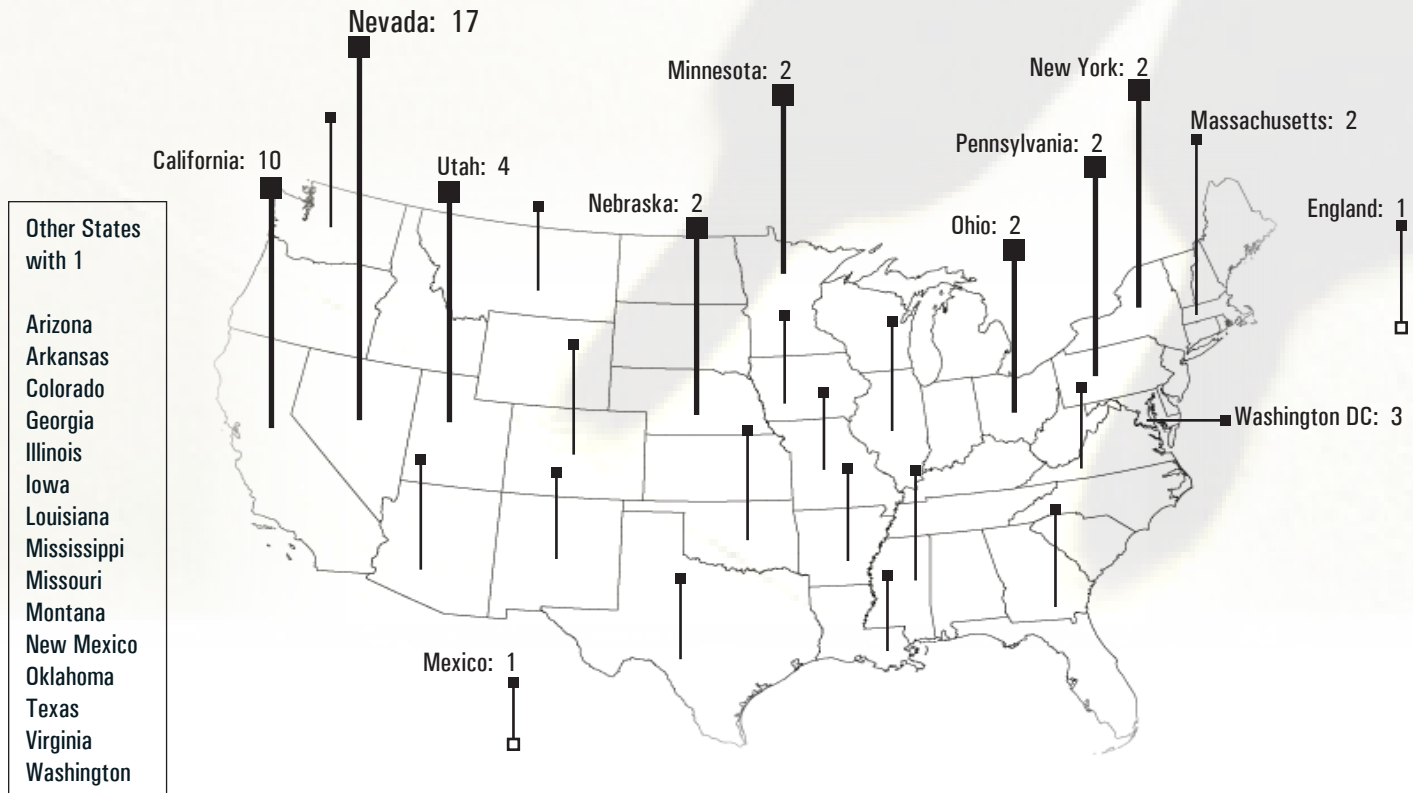 Nevada: 17
Minnesota: 2
New York: 2
Massachusetts: 2
Pennsylvania: 2
California: 10
Utah: 4
Nebraska: 2
Ohio: 2
England: 1
Other States
with 1
Arizona
Arkansas
Colorado
Georgia
Illinois
Iowa
Louisiana
Mississippi
Missouri
Montana
New Mexico
Oklahoma
Texas
Virginia
Washington
Washington DC: 3
Mexico: 1